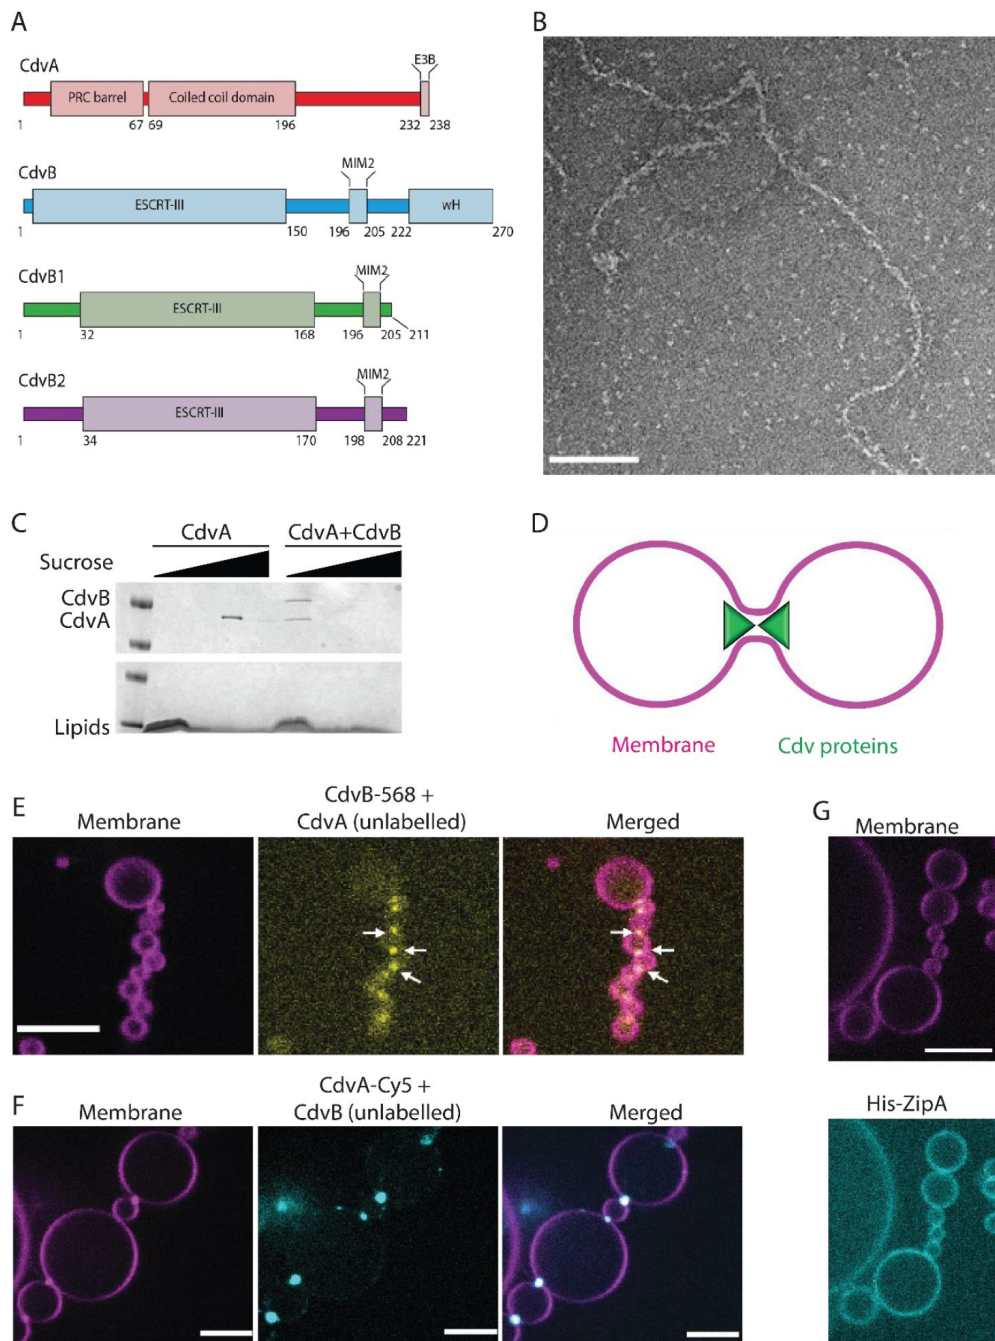 A
CdvA
E3B
PRC barrel
Coiled coil domain
1
67
69
196
232
238
CdvB
MIM2
ESCRT-III
wH
1
150
196
205
222
270
CdvB1
MIM2
ESCRT-III
1
32
168
196
205
211
CdvB2
MIM2
ESCRT-III
1
34
170
198
208
221
B
C
CdvA
CdvA+CdvB
Sucrose
CdvB
CdvA
Lipids
D
Membrane
Cdv proteins
E
Membrane
CdvB-568 +
CdvA (unlabelled)
Merged
F
Membrane
CdvA-Cy5 +
CdvB (unlabelled)
Merged
G
Membrane
His-ZipA